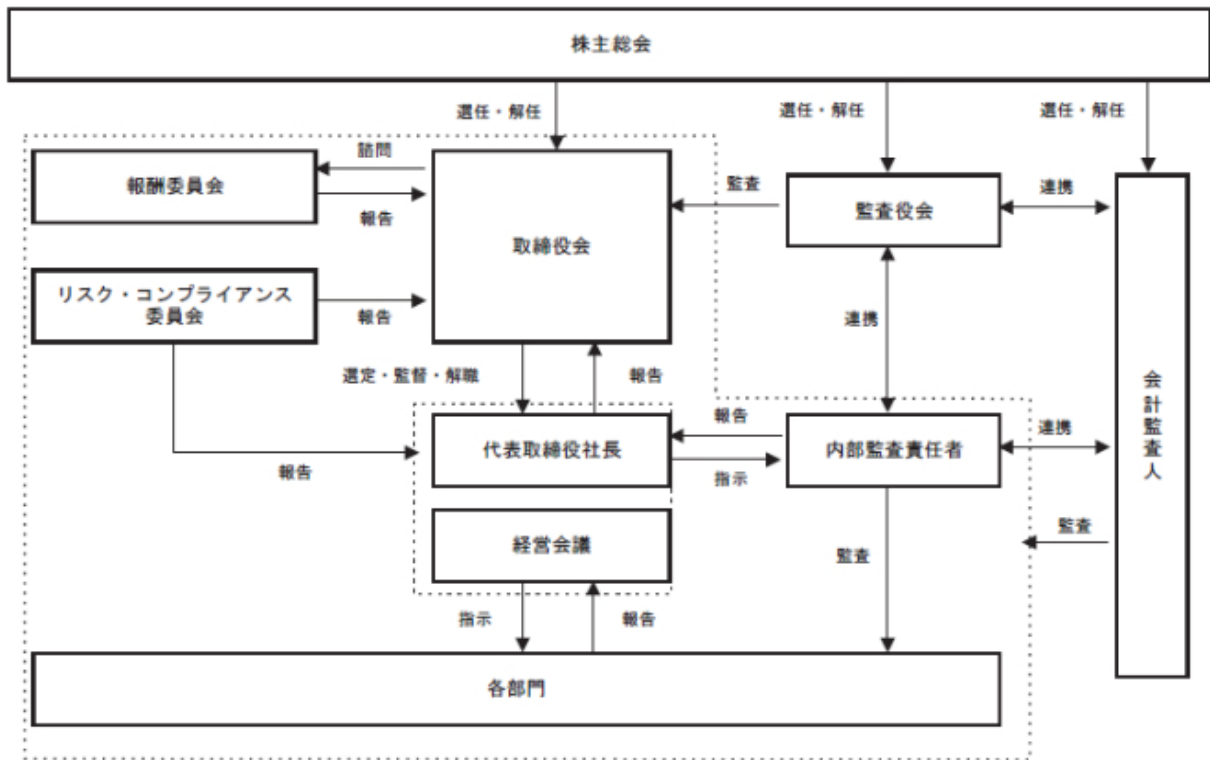 株主総会
選任・解任
選任・解任
選任・解任
諮問
報酬委員会
報告
取締役会
監査
監査役会
連携
リスク・コンプライアンス
委員会
報告
連携
選定・監督・解職
報告
会計監査人
代表取締役社長
報告
指示
内部監査責任者
連携
報告
経営会議
監査
監査
指示
報告
各部門